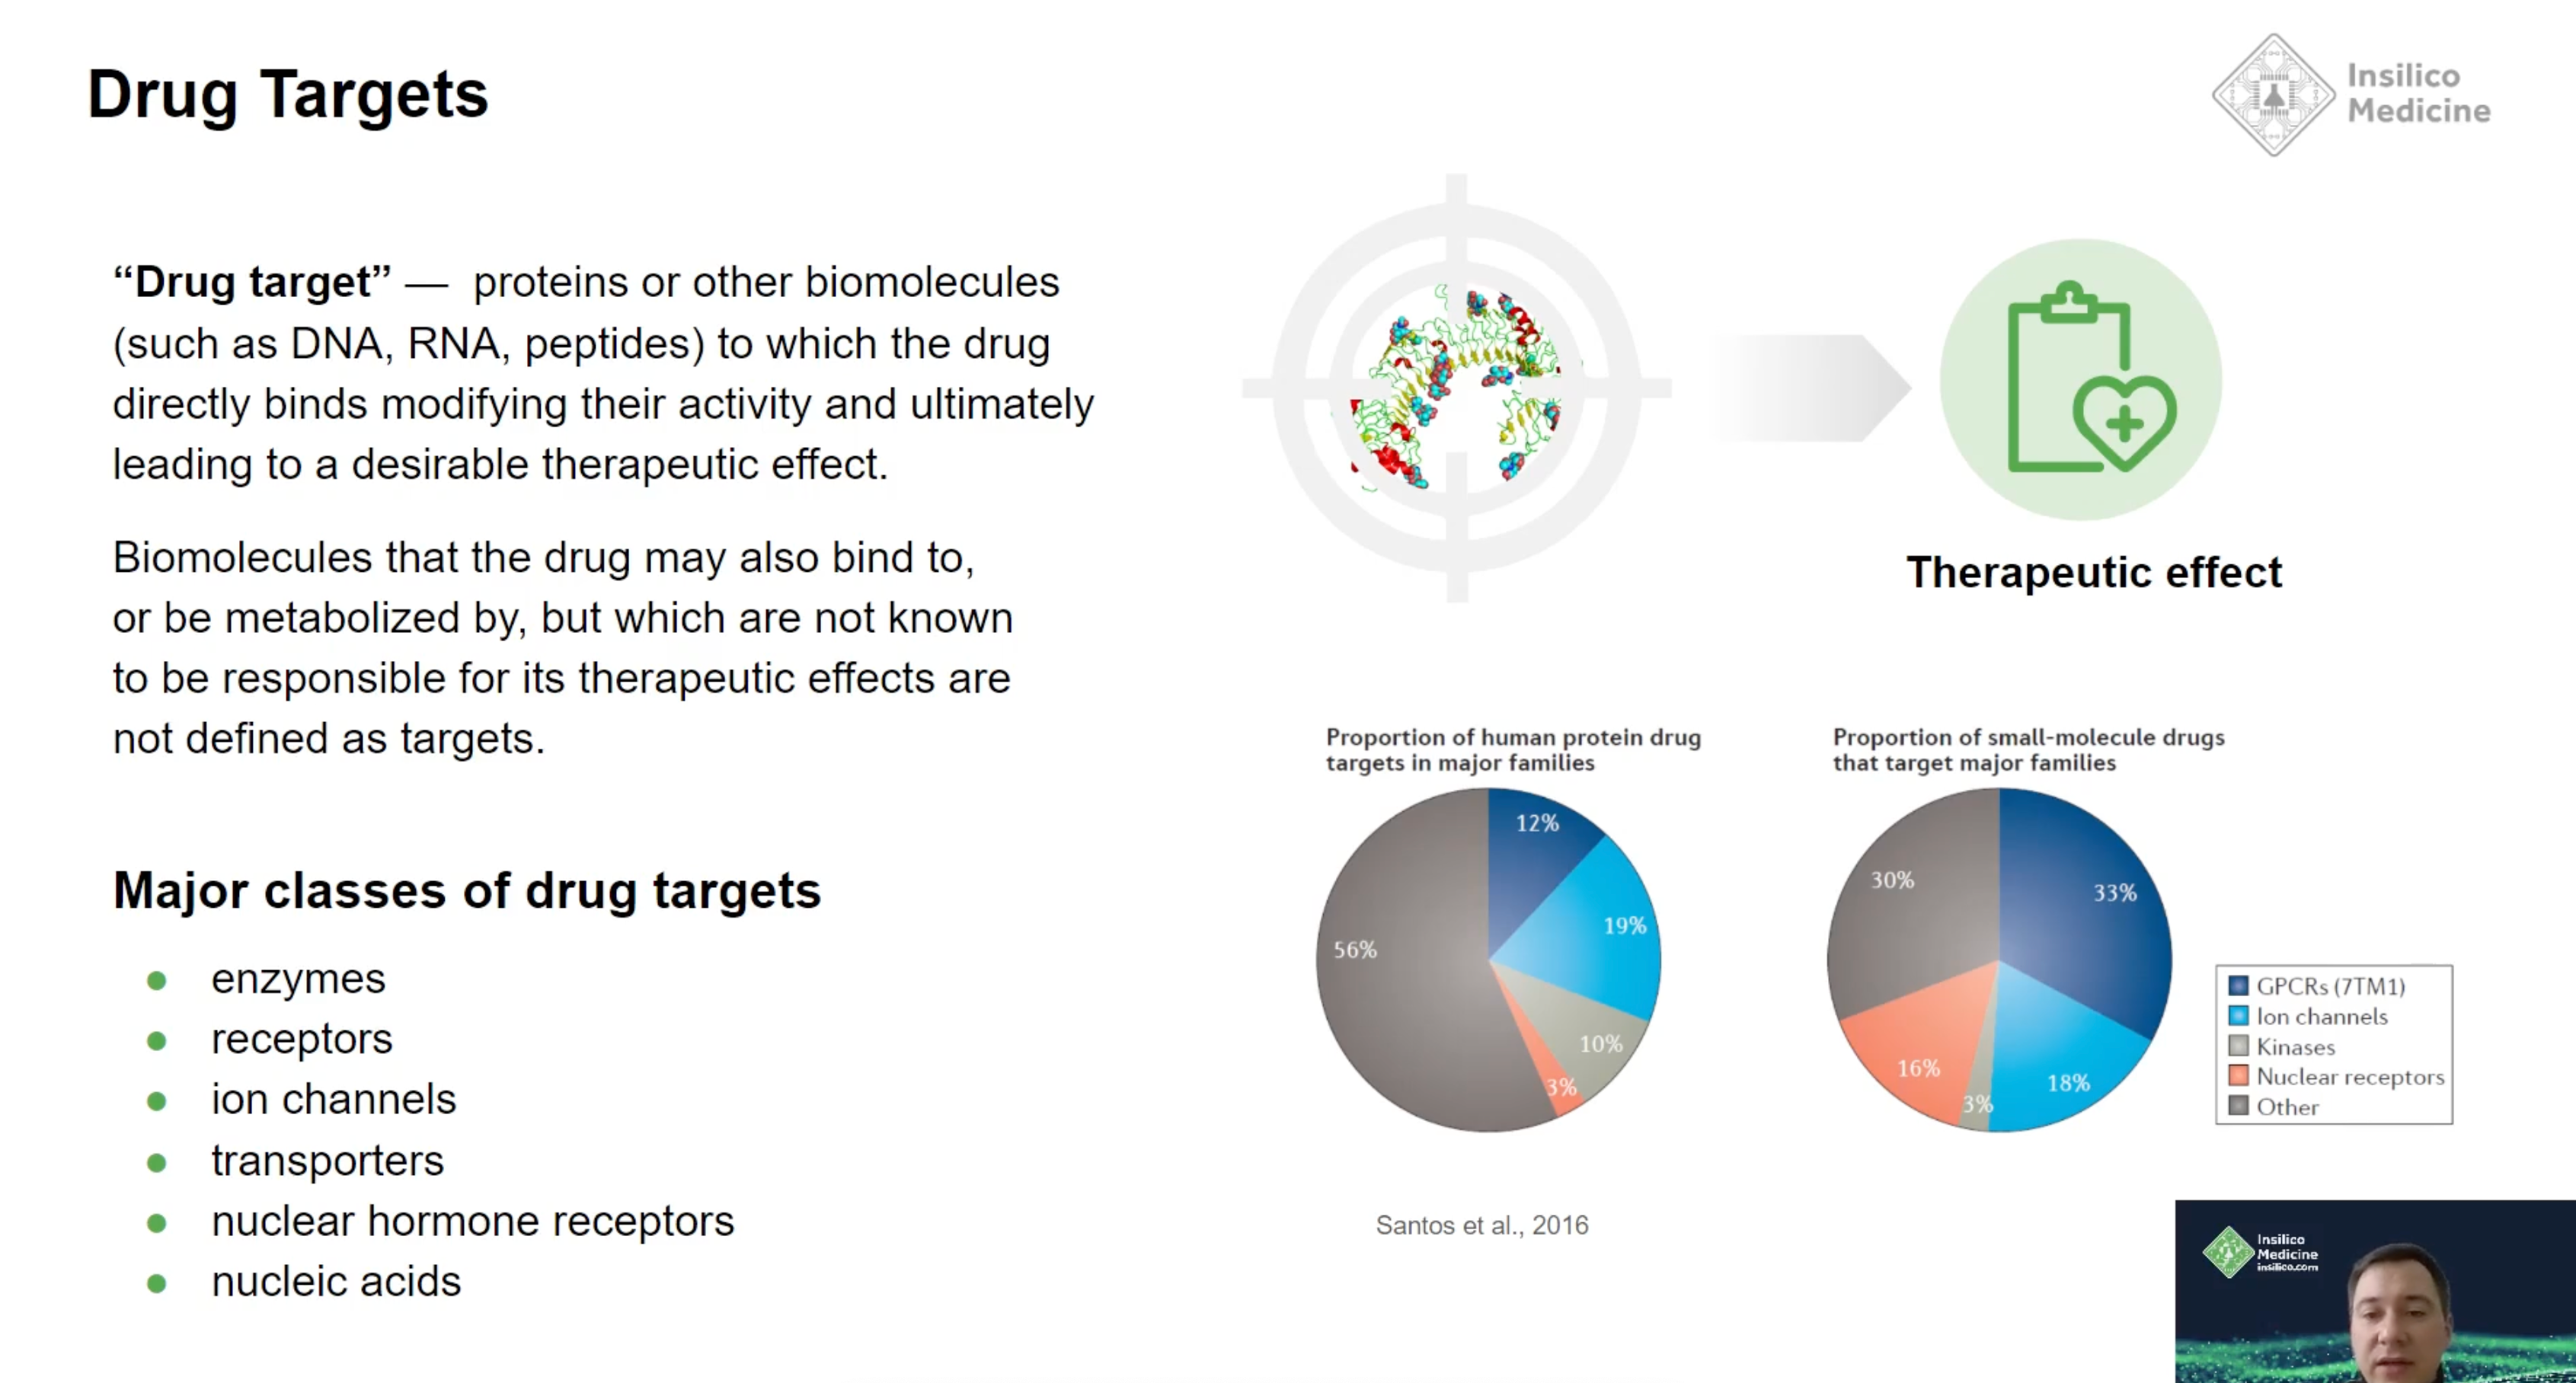 Drug Targets
Insilico
Medicine
“Drug target” — proteins or other biomolecules
(such as DNA, RNA, peptides) to which the drug
directly binds modifying their activity and ultimately
leading to a desirable therapeutic effect.
Biomolecules that the drug may also bind to,
or be metabolized by, but which are not known
to be responsible for its therapeutic effects are
not defined as targets.
Major classes of drug targets
● enzymes
● receptors
● ion channels
● transporters
● nuclear hormone receptors
● nucleic acids
Therapeutic effect
Proportion of human protein drug
targets in major families
12%
19%
10%
3%
56%
Proportion of small-molecule drugs
that target major families
33%
18%
3%
16%
30%
GPCRs (7TM1)
Ion channels
Kinases
Nuclear receptors
Other
Santos et al., 2016
Insilico
Medicine
insilico.com